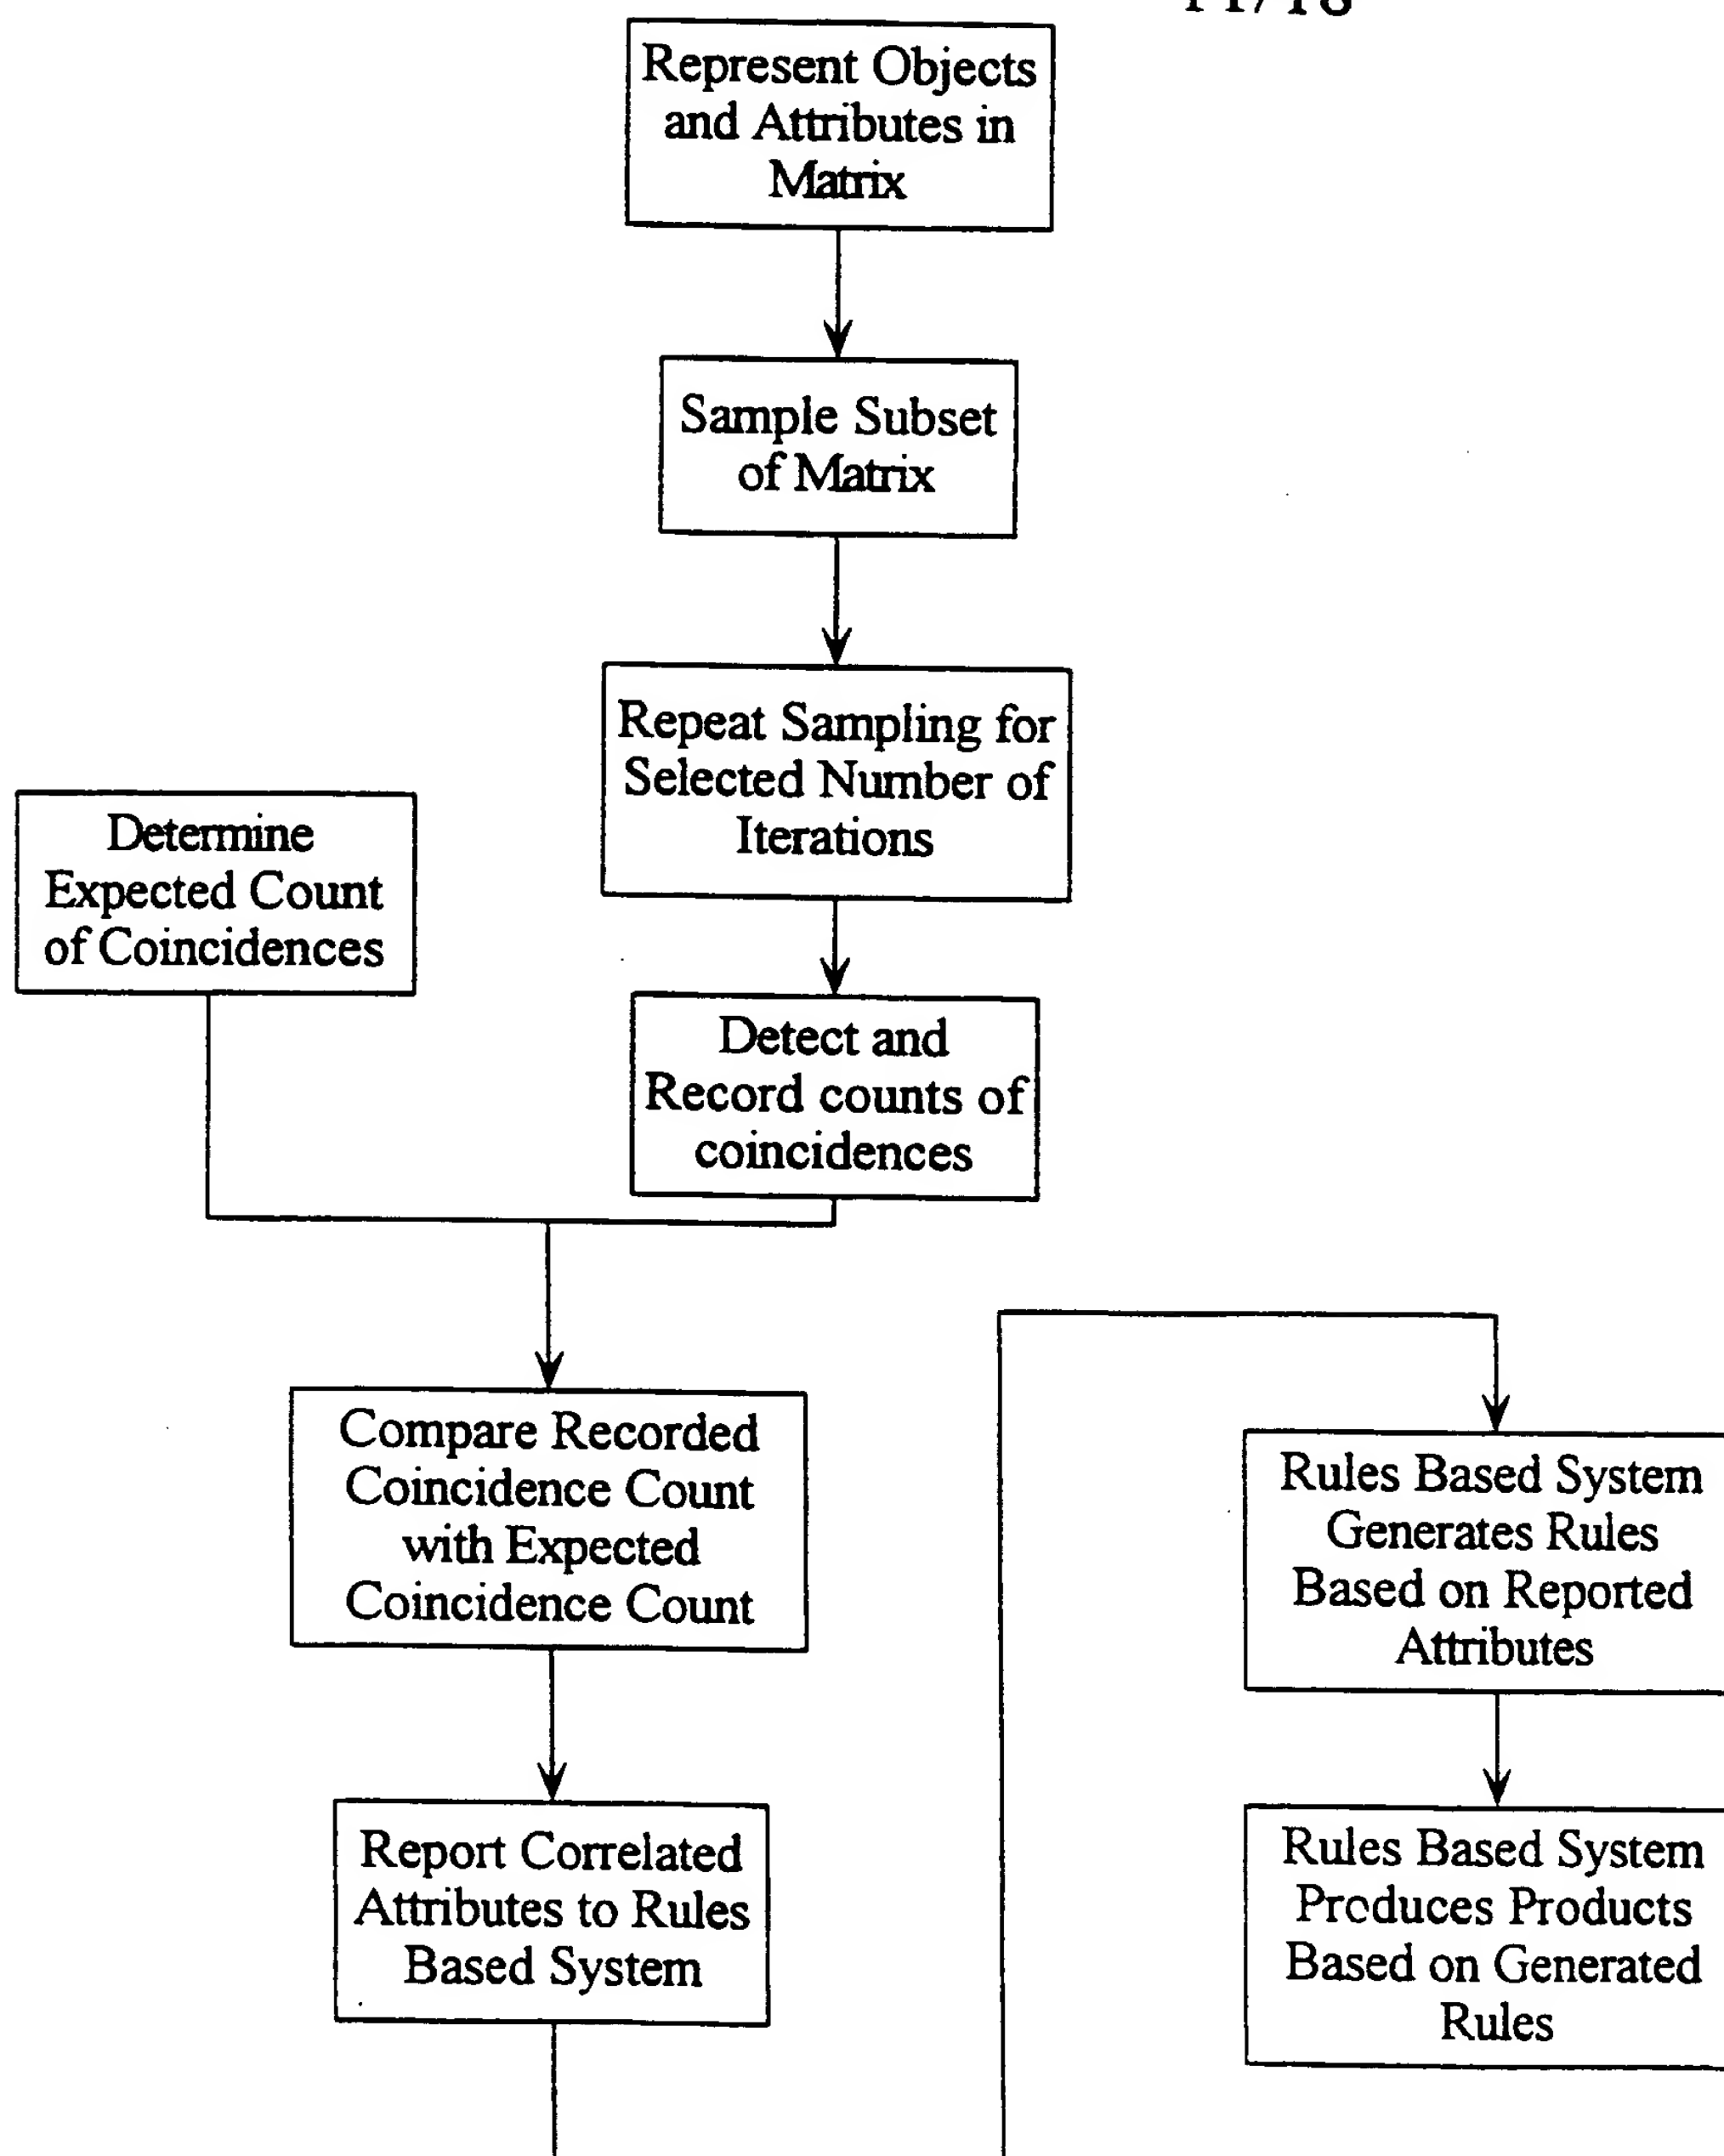 Represent Objects
and Attributes in
Matrix
Sample Subset
of Matrix
Repeat Sampling for
Selected Number of
Iterations
Determine
Expected Count
of Coincidences
Detect and
Record counts of
coincidences
Compare Recorded
Coincidence Count
with Expected
Coincidence Count
Report Correlated
Attributes to Rules
Based System
Rules Based System
Generates Rules
Based on Reported
Attributes
Rules Based System
Produces Products
Based on Generated
Rules